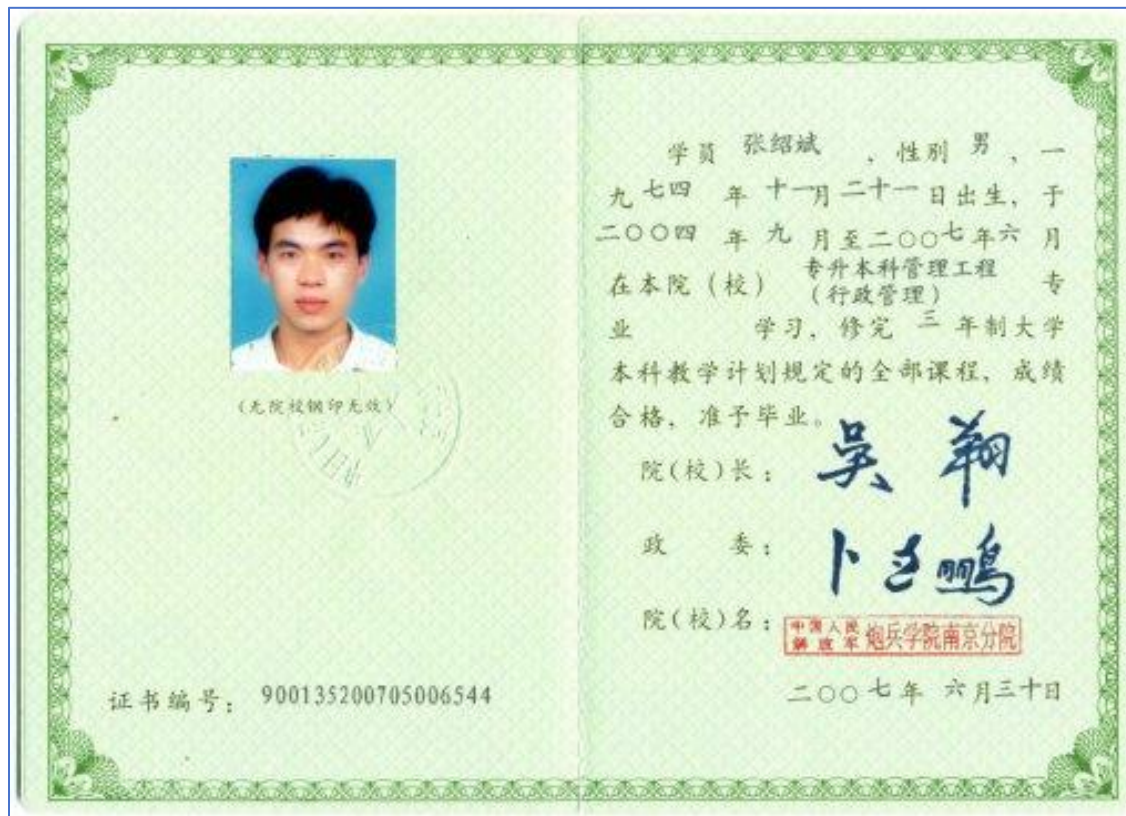 （无院校钢印无效）
证书编号：900135200705006544
学员 张绍斌 ，性别 男 ，一
九七四 年 十一月二十一 日出生，于
二〇〇四 年 九 月至二〇〇七年六 月
在本院（校） 专升本科管理工程（行政管理） 专
业 学习，修完 三 年制大学
本科教学计划规定的全部课程，成绩
合格，准予毕业。
院(校)长：吴翔
政 委：
院(校)名：中国人民解放军炮兵学院南京分院
二〇〇七年 六月三十日